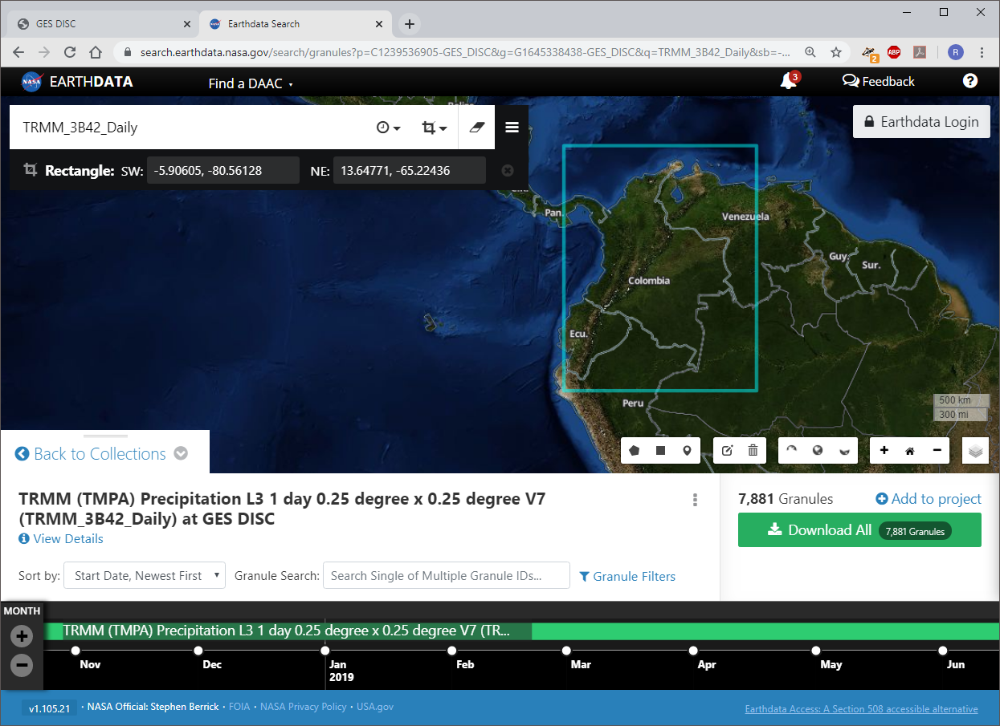 GES DISC
Earthdata Search
search.earthdata.nasa.gov/search/granules?p=C1239536905-GES_DISC&g=G1645338438-GES_DISC&q=TRMM_3B42_Daily&sb=-...
2
ABP
R
NASA
EARTHDATA
Find a DAAC
3
Feedback
?
TRMM_3B42_Daily
Earthdata Login
Rectangle: SW: -5.90605, -80.56128 NE: 13.64771, -65.22436
Pan.
Venezuela
Guy.
Sur.
Colombia
Ecu.
Peru
500 km
300 mi
Back to Collections
TRMM (TMPA) Precipitation L3 1 day 0.25 degree x 0.25 degree V7
(TRMM_3B42_Daily) at GES DISC
View Details
7,881 Granules
Add to project
Download All 7,881 Granules
Sort by: Start Date, Newest First
Granule Search: Search Single of Multiple Granule IDs...
Granule Filters
MONTH
TRMM (TMPA) Precipitation L3 1 day 0.25 degree x 0.25 degree V7 (TR...
Nov Dec Jan Feb Mar Apr May Jun
2019
v1.105.21 · NASA Official: Stephen Berrick · FOIA · NASA Privacy Policy · USA.gov
Earthdata Access: A Section 508 accessible alternative